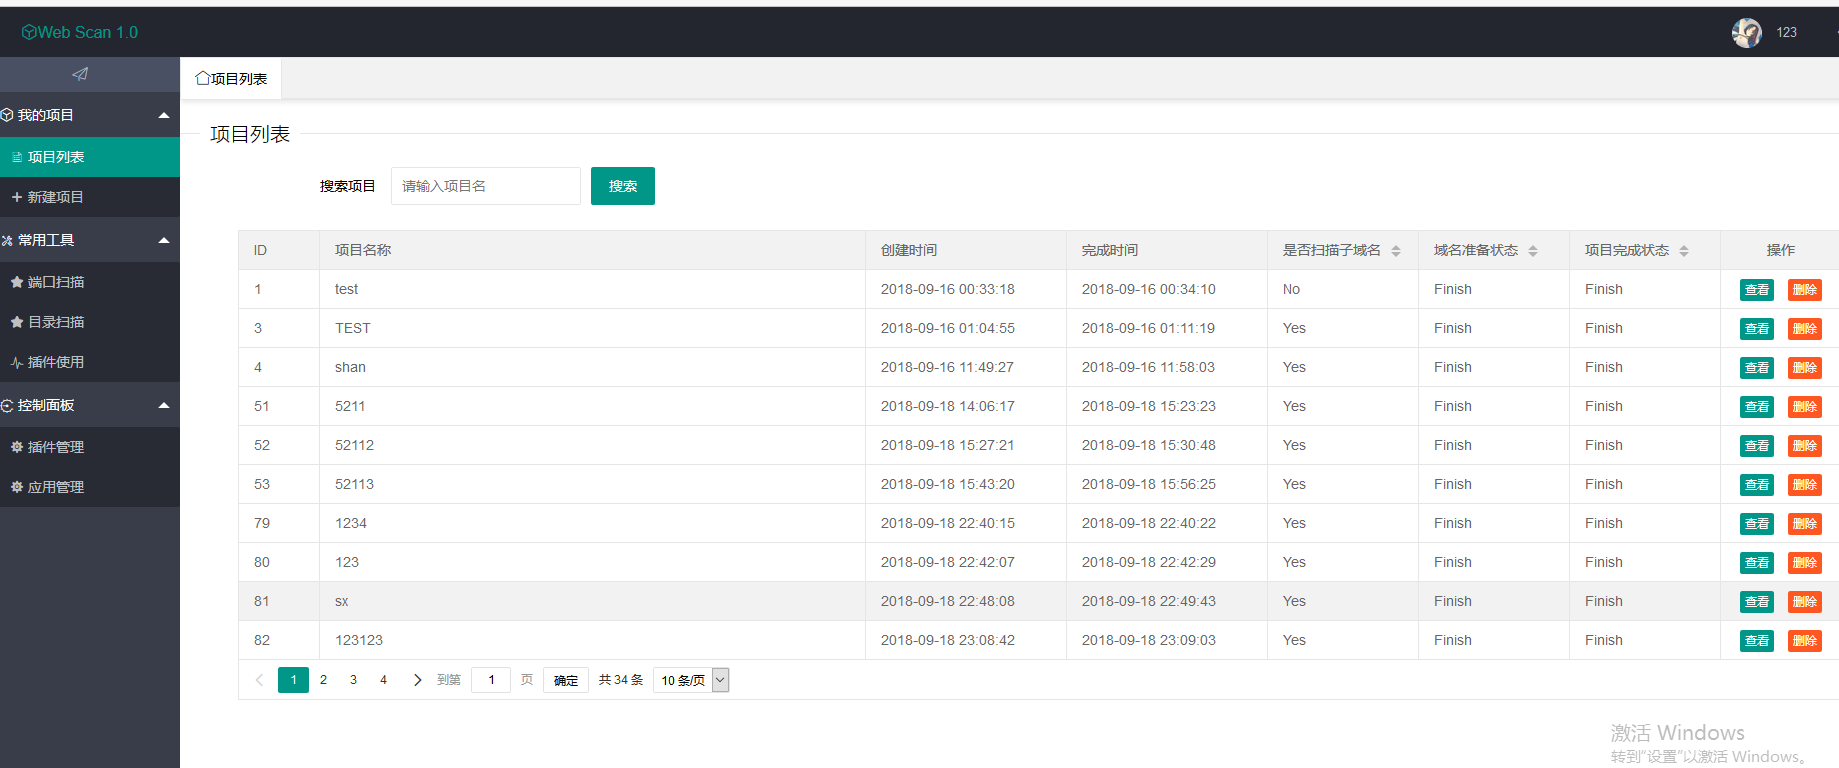 Web Scan 1.0
123
项目列表
我的项目
项目列表
新建项目
常用工具
端口扫描
目录扫描
插件使用
控制面板
插件管理
应用管理
项目列表
搜索项目 请输入项目名 搜索
ID 项目名称 创建时间 完成时间 是否扫描子域名 域名准备状态 项目完成状态 操作
1 test 2018-09-16 00:33:18 2018-09-16 00:34:10 No Finish Finish 查看 删除
3 TEST 2018-09-16 01:04:55 2018-09-16 01:11:19 Yes Finish Finish 查看 删除
4 shan 2018-09-16 11:49:27 2018-09-16 11:58:03 Yes Finish Finish 查看 删除
51 5211 2018-09-18 14:06:17 2018-09-18 15:23:23 Yes Finish Finish 查看 删除
52 52112 2018-09-18 15:27:21 2018-09-18 15:30:48 Yes Finish Finish 查看 删除
53 52113 2018-09-18 15:43:20 2018-09-18 15:56:25 Yes Finish Finish 查看 删除
79 1234 2018-09-18 22:40:15 2018-09-18 22:40:22 Yes Finish Finish 查看 删除
80 123 2018-09-18 22:42:07 2018-09-18 22:42:29 Yes Finish Finish 查看 删除
81 sx 2018-09-18 22:48:08 2018-09-18 22:49:43 Yes Finish Finish 查看 删除
82 123123 2018-09-18 23:08:42 2018-09-18 23:09:03 Yes Finish Finish 查看 删除
1 2 3 4 到第 1 页 确定 共 34 条 10 条/页
激活 Windows
转到"设置"以激活 Windows。